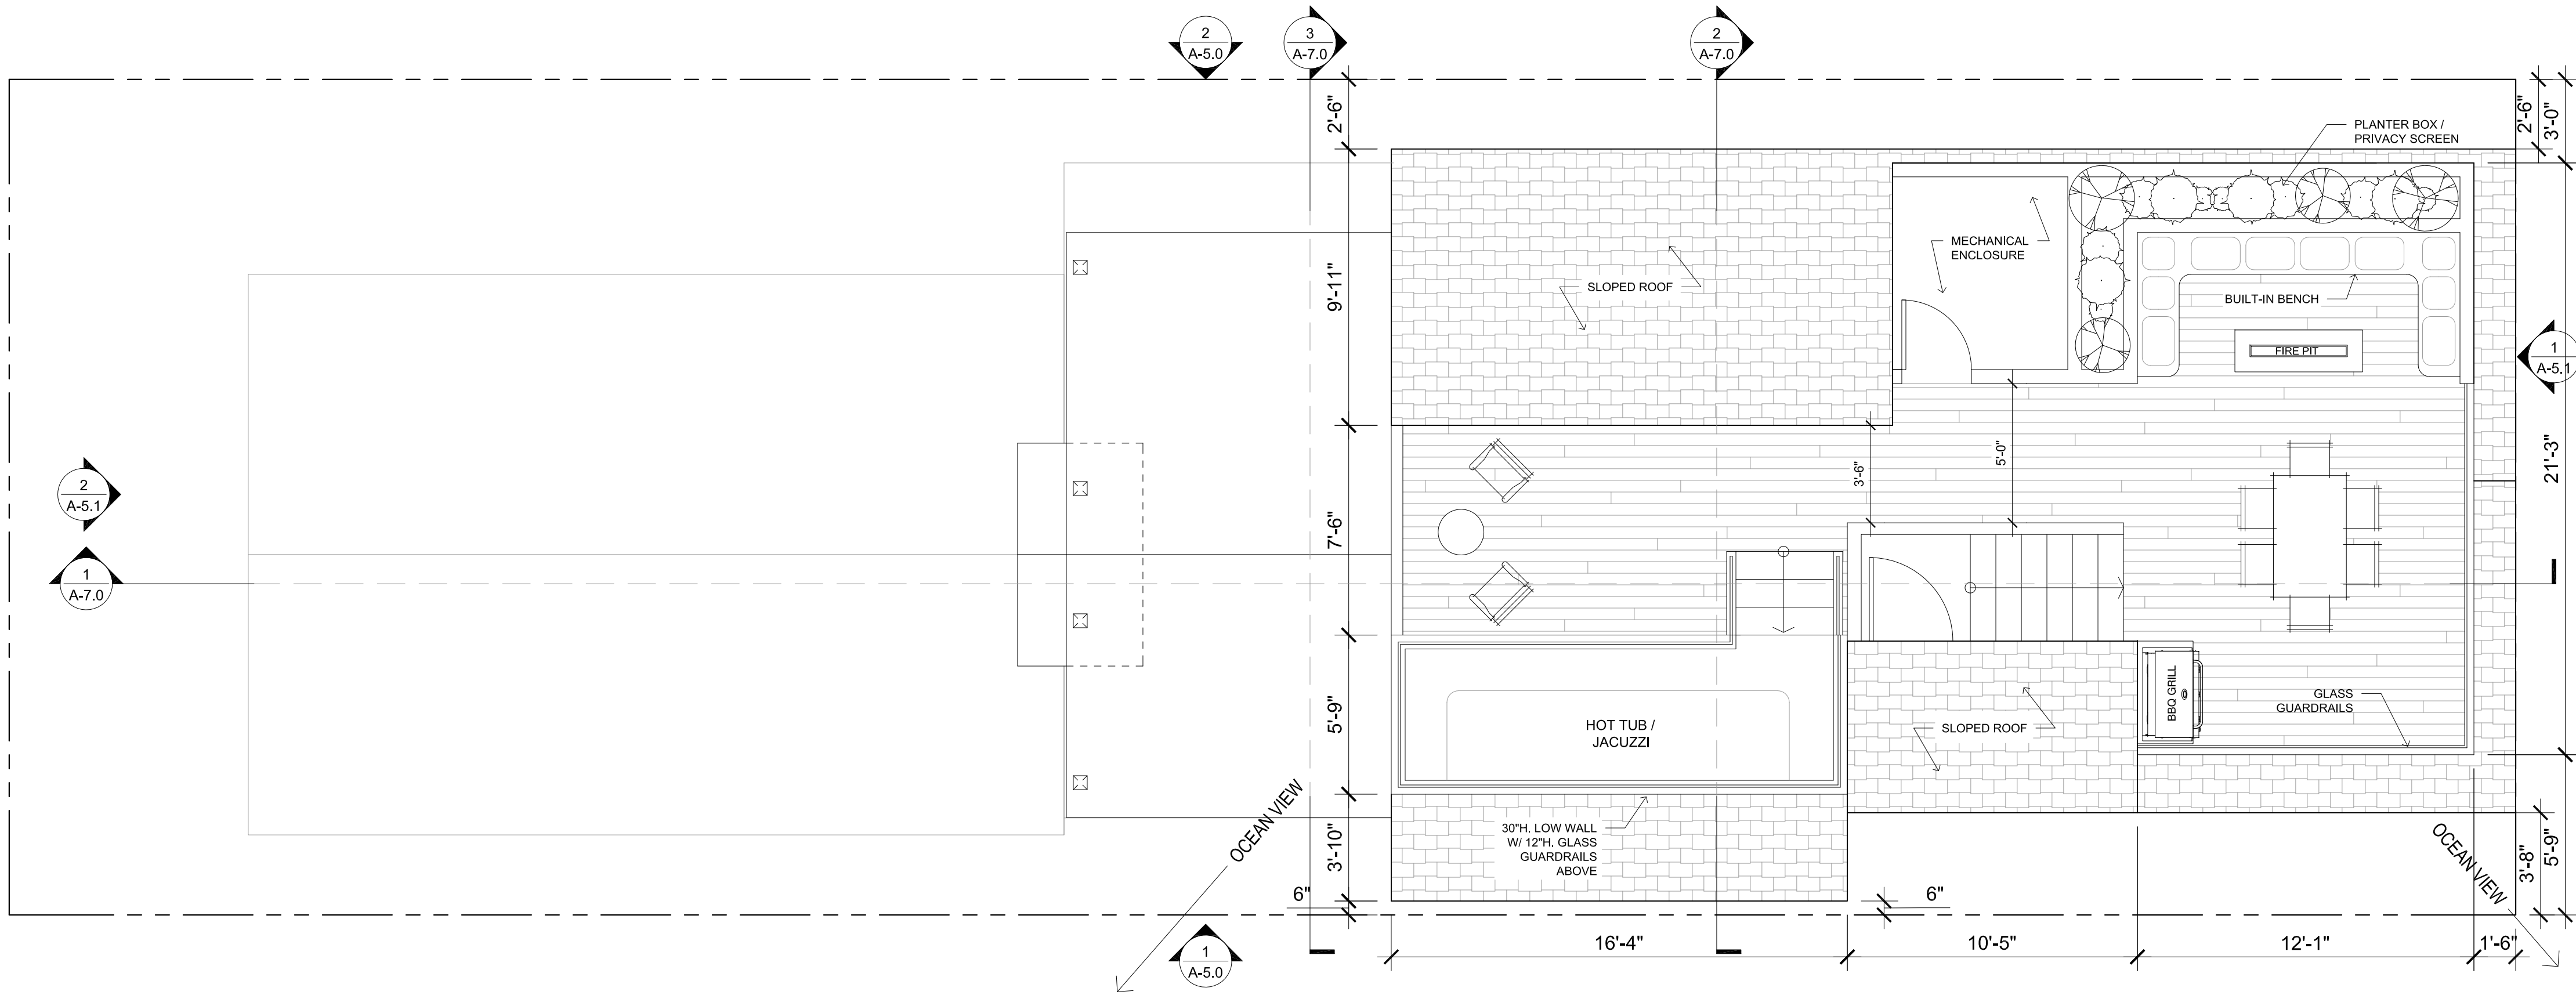 2
A-5.0
3
A-7.0
2
A-7.0
2'-6"
2'-6"
3'-0"
PLANTER BOX /
PRIVACY SCREEN
MECHANICAL
ENCLOSURE
SLOPED ROOF
9'-11"
BUILT-IN BENCH
FIRE PIT
1
A-5.1
2
A-5.1
3'-6"
5'-0"
21'-3"
7'-6"
1
A-7.0
BBQ GRILL
GLASS
GUARDRAILS
5'-9"
HOT TUB /
JACUZZI
SLOPED ROOF
OCEAN VIEW
3'-10"
30"H. LOW WALL
W/ 12"H. GLASS
GUARDRAILS
ABOVE
OCEAN VIEW
3'-8"
5'-9"
6"
6"
1
A-5.0
16'-4"
10'-5"
12'-1"
1'-6"